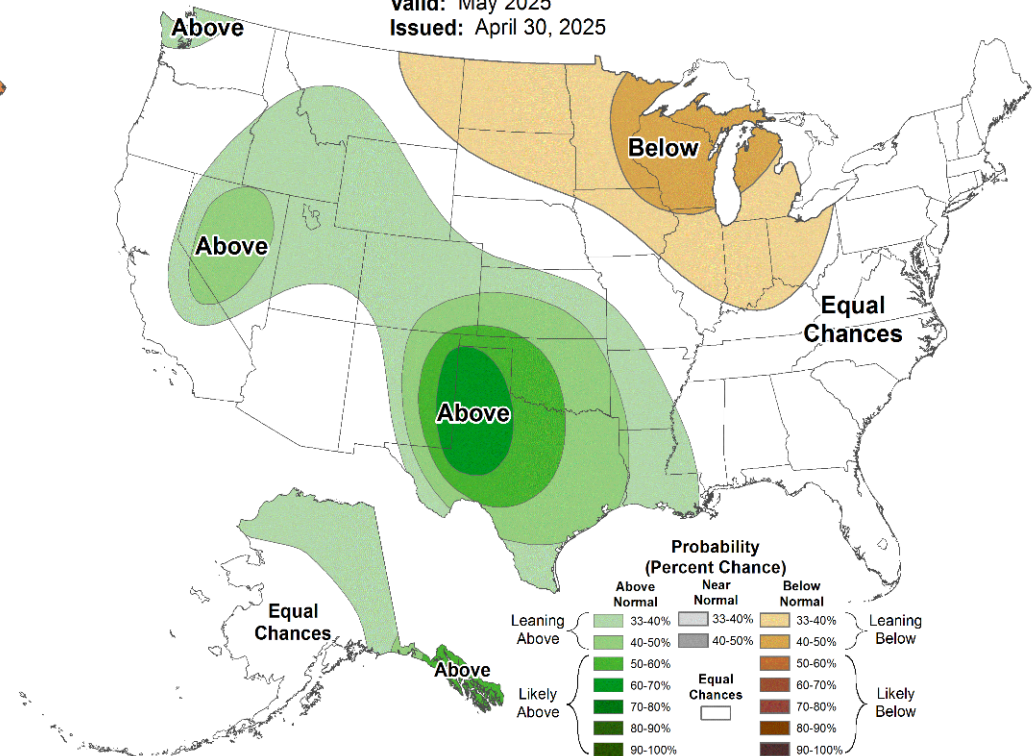 Valid: May 2025
Issued: April 30, 2025
Above
Below
Above
Equal
Chances
Above
Equal
Chances
Above
Probability
(Percent Chance)
Above
Normal
Near
Normal
Below
Normal
Leaning
Above
33-40%
33-40%
33-40%
Leaning
Below
40-50%
40-50%
40-50%
Likely
Above
50-60%
50-60%
Likely
Below
60-70%
Equal
Chances
60-70%
70-80%
70-80%
80-90%
80-90%
90-100%
90-100%